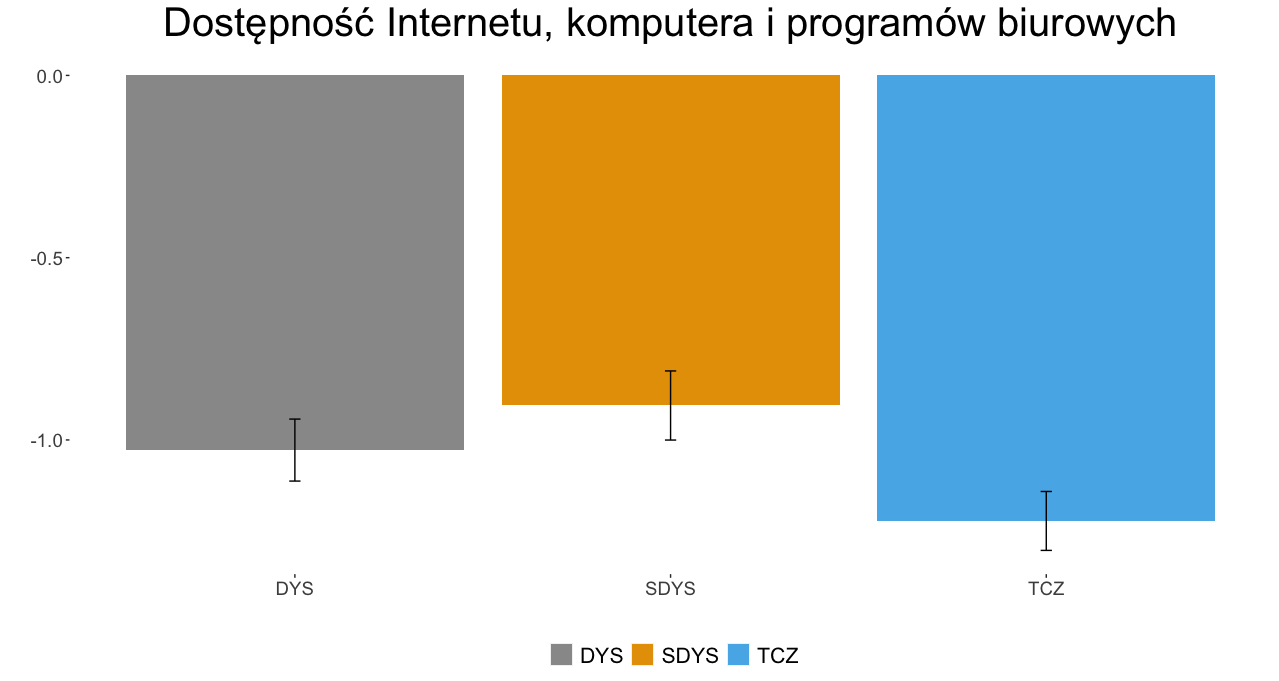 Dostępność Internetu, komputera i programów biurowych
0.0
-0.5
-1.0
DYS SDYS TCZ
DYS SDYS TCZ